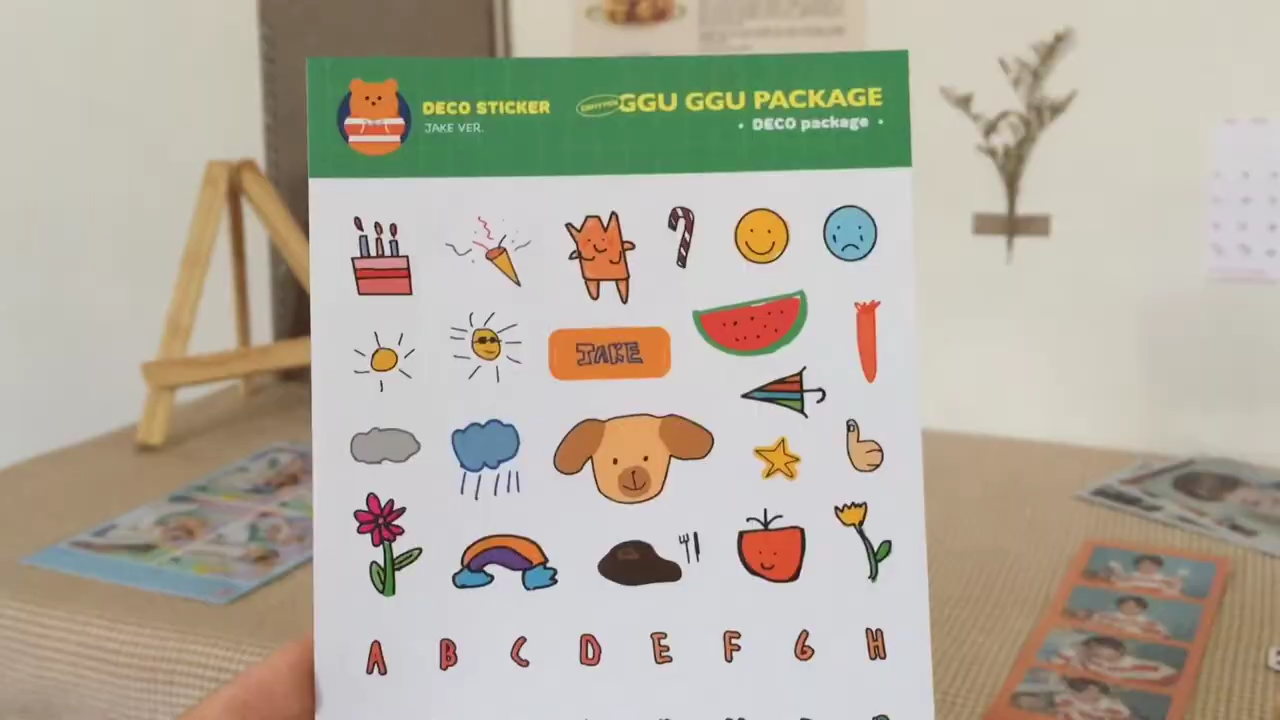 DECO STICKER
JAKE VER.
GGU GGU PACKAGE
• DECO package •
JAKE
A B C D E F G H